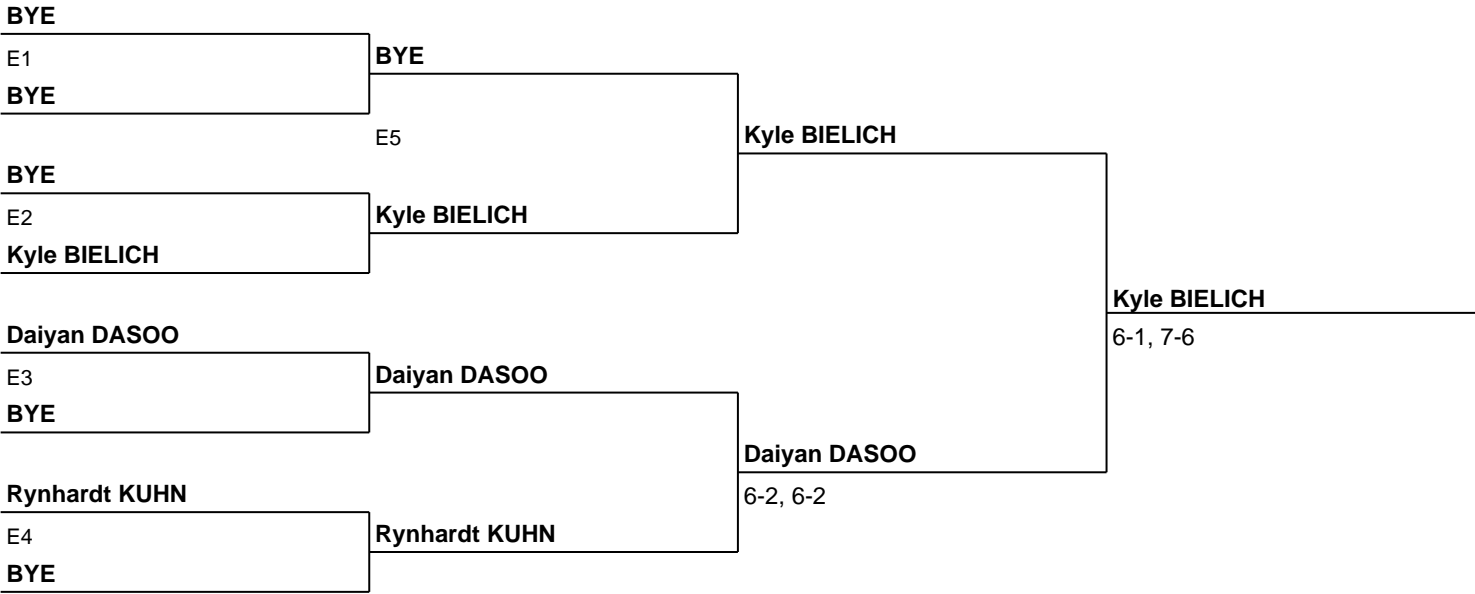 BYE
E1
BYE
BYE
E5
Kyle BIELICH
BYE
E2
Kyle BIELICH
Kyle BIELICH
Kyle BIELICH
6-1, 7-6
Daiyan DASOO
E3
Daiyan DASOO
BYE
Daiyan DASOO
6-2, 6-2
Rynhardt KUHN
E4
Rynhardt KUHN
BYE